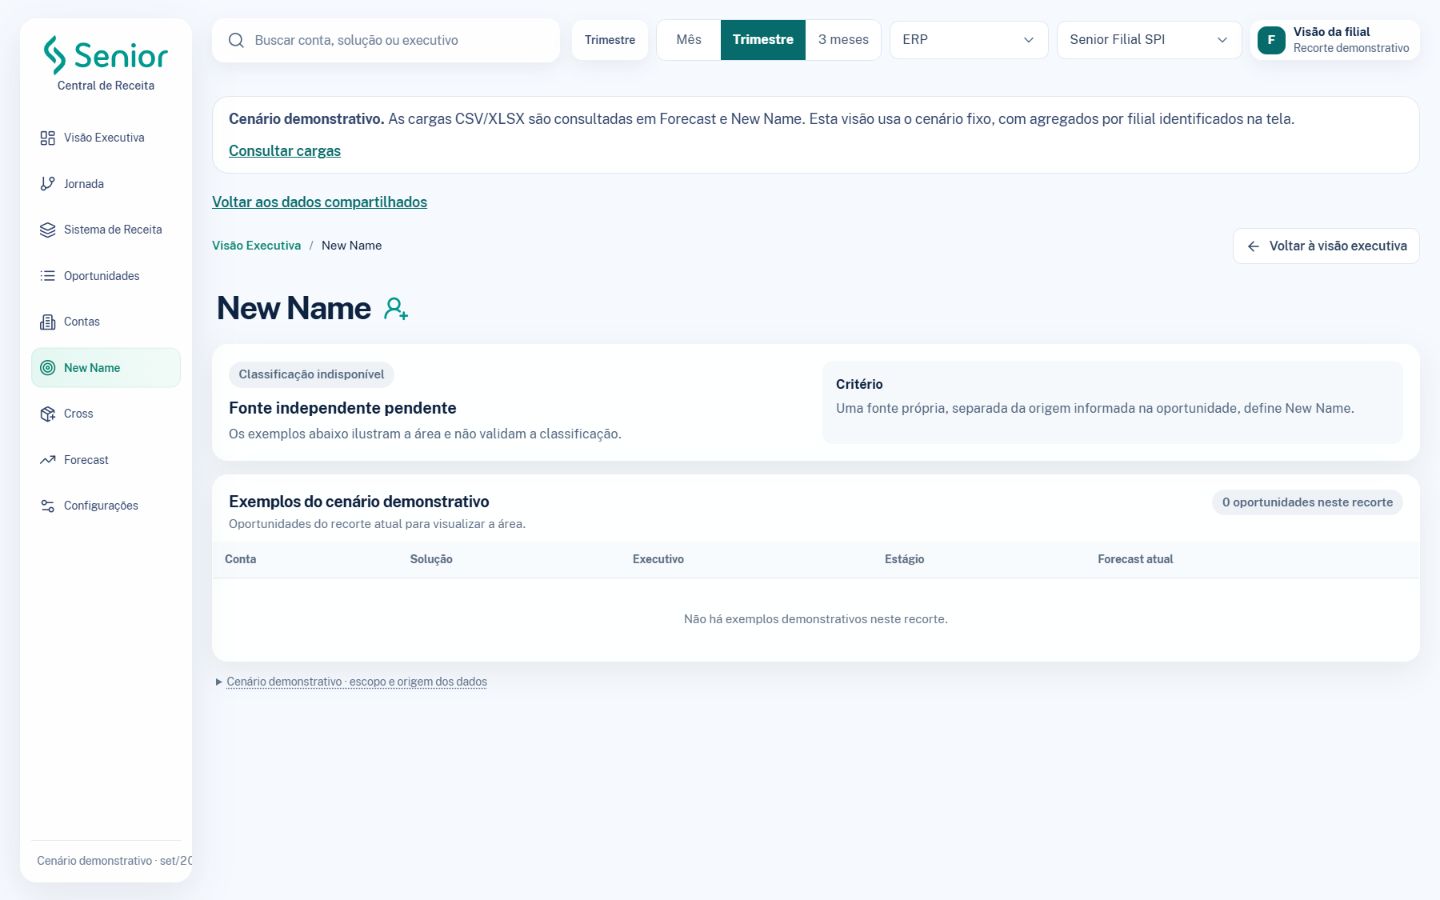 Senior
Central de Receita
Visão Executiva
Jornada
Sistema de Receita
Oportunidades
Contas
New Name
Cross
Forecast
Configurações
Cenário demonstrativo · set/20
Buscar conta, solução ou executivo
Trimestre
Mês
Trimestre
3 meses
ERP
Senior Filial SPI
F
Visão da filial
Recorte demonstrativo
Cenário demonstrativo. As cargas CSV/XLSX são consultadas em Forecast e New Name. Esta visão usa o cenário fixo, com agregados por filial identificados na tela.
Consultar cargas
Voltar aos dados compartilhados
Visão Executiva / New Name
Voltar à visão executiva
New Name
Classificação indisponível
Fonte independente pendente
Os exemplos abaixo ilustram a área e não validam a classificação.
Critério
Uma fonte própria, separada da origem informada na oportunidade, define New Name.
Exemplos do cenário demonstrativo
Oportunidades do recorte atual para visualizar a área.
0 oportunidades neste recorte
Conta Solução Executivo Estágio Forecast atual
Não há exemplos demonstrativos neste recorte.
Cenário demonstrativo · escopo e origem dos dados